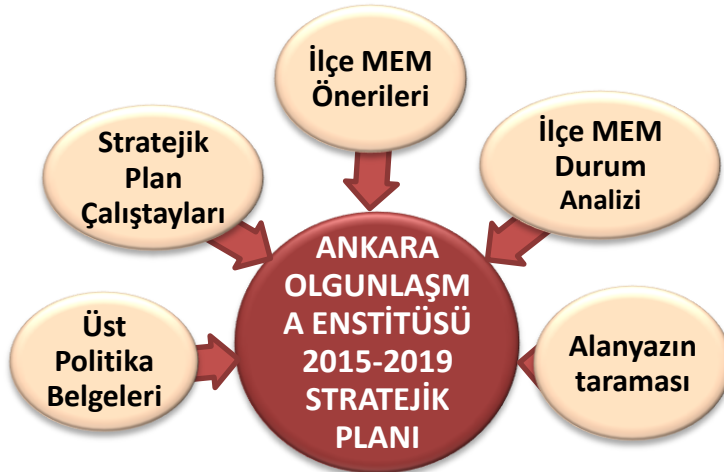 İlçe MEM
Önerileri
Stratejik
Plan
Çalıştayları
İlçe MEM
Durum
Analizi
Üst
Politika
Belgeleri
ANKARA
OLGUNLAŞM
A ENSTİTÜSÜ
2015-2019
STRATEJİK
PLANI
Alanyazın
taraması